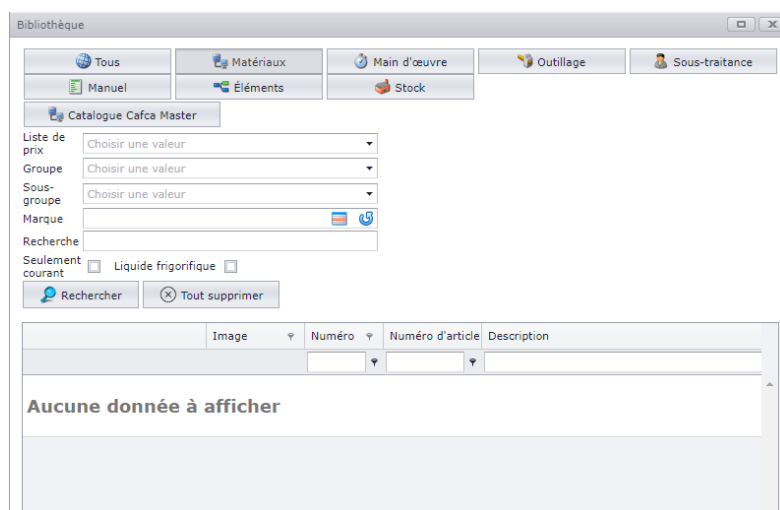 Bibliothèque
Tous Matériaux Main d'œuvre Outillage Sous-traitance
Manuel Éléments Stock
Catalogue Cafca Master
Liste de
prix
Choisir une valeur
Groupe Choisir une valeur
Sous-
groupe
Choisir une valeur
Marque
Recherche
Seulement
courant
Liquide frigorifique
Rechercher Tout supprimer
Image Numéro Numéro d'article Description
Aucune donnée à afficher